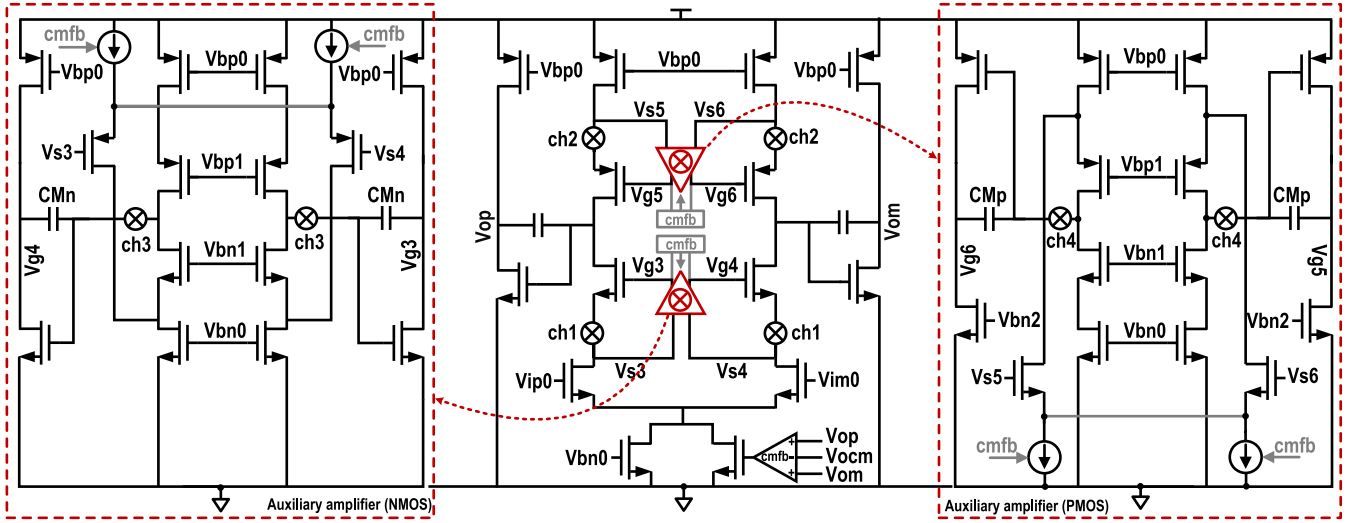 cmfb
cmfb
Vbp0
Vbp0
Vbp0
Vs3
Vbp1
Vs4
CMn
CMn
ch3
ch3
Vg4
Vbn1
Vg3
Vbn0
Auxiliary amplifier (NMOS)
Vbp0
Vbp0
Vbp0
Vs5
Vs6
ch2
ch2
Vg5
Vg6
cmfb
Vop
Vom
cmfb
Vg3
Vg4
ch1
ch1
Vs3
Vs4
Vip0
Vim0
Vbn0
cmfb
+
-
+
Vop
Vocm
Vom
Vbp0
Vbp1
CMp
CMp
ch4
ch4
Vg6
Vbn1
Vg5
Vbn2
Vbn0
Vbn2
Vs5
Vs6
cmfb
cmfb
Auxiliary amplifier (PMOS)